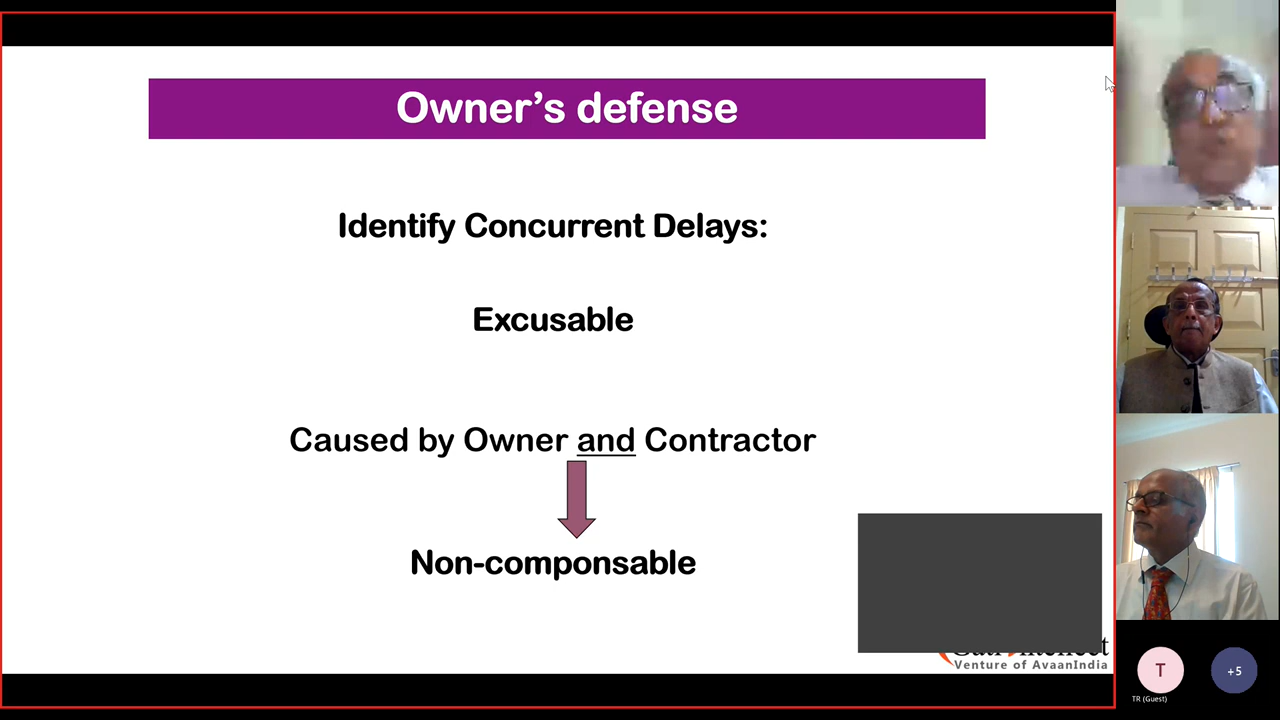 Owner’s defense
Identify Concurrent Delays:
Excusable
Caused by Owner and Contractor
Non-componsable
Venture of AvaanIndia
T
+5
TR (Guest)